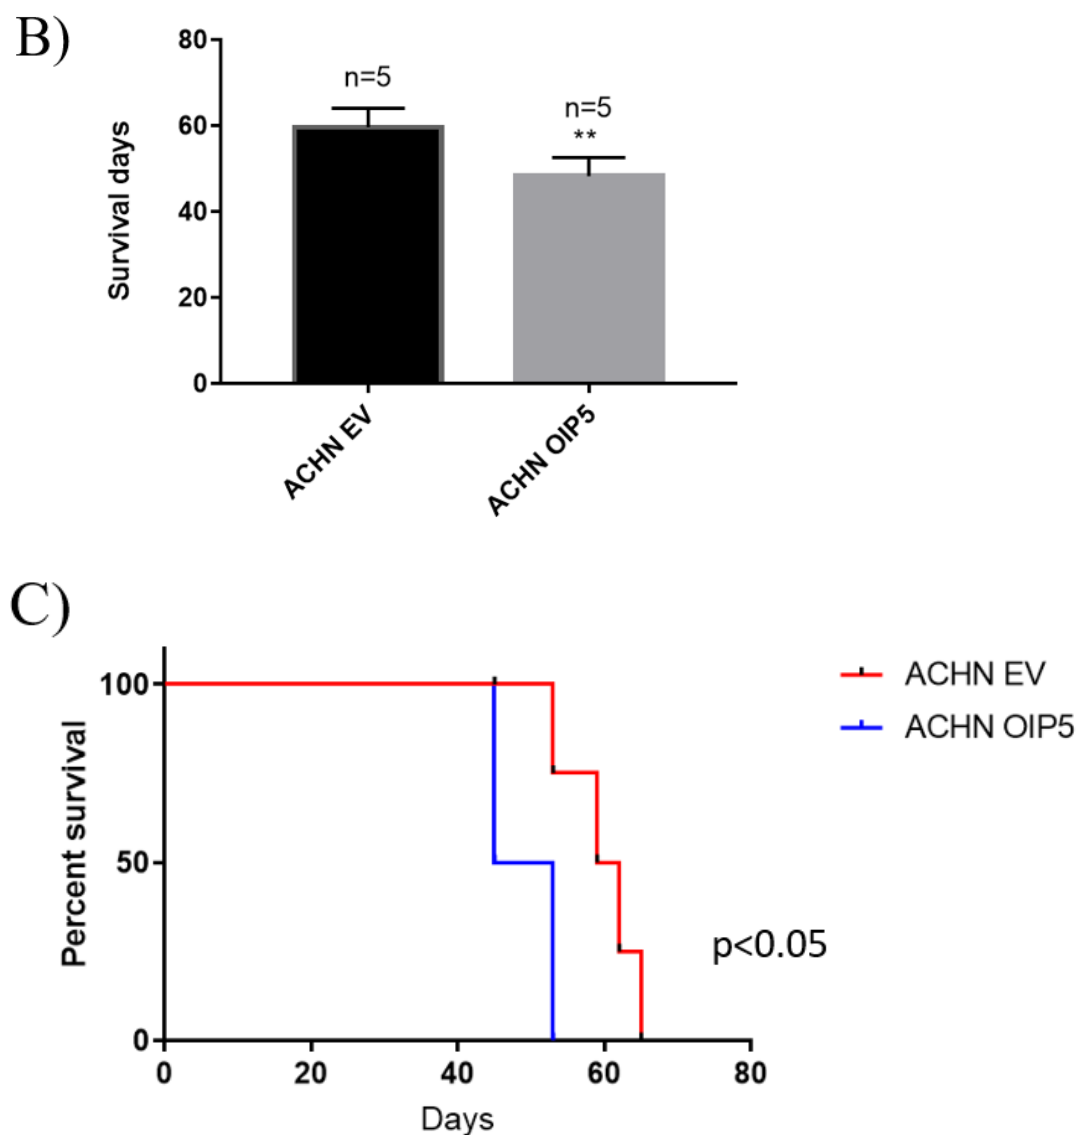 B)
80
60
40
20
0
Survival days
n=5
n=5
**
ACHN EV
ACHN OIP5
C)
100
50
0
Percent survival
0 20 40 60 80
Days
ACHN EV
ACHN OIP5
p<0.05